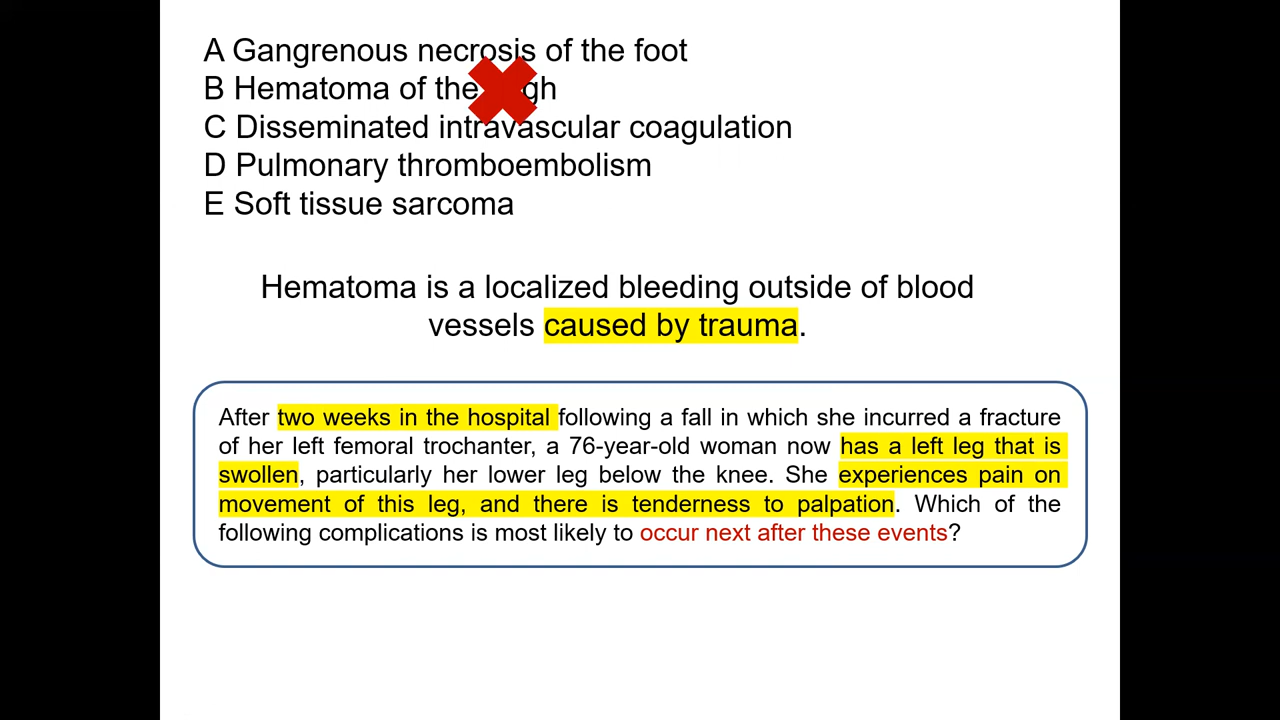 A Gangrenous necrosis of the foot
B Hematoma of the
C Disseminated intravascular coagulation
D Pulmonary thromboembolism
E Soft tissue sarcoma
Hematoma is a localized bleeding outside of blood
vessels caused by trauma.
After two weeks in the hospital following a fall in which she incurred a fracture
of her left femoral trochanter, a 76-year-old woman now has a left leg that is
swollen, particularly her lower leg below the knee. She experiences pain on
movement of this leg, and there is tenderness to palpation. Which of the
following complications is most likely to occur next after these events?